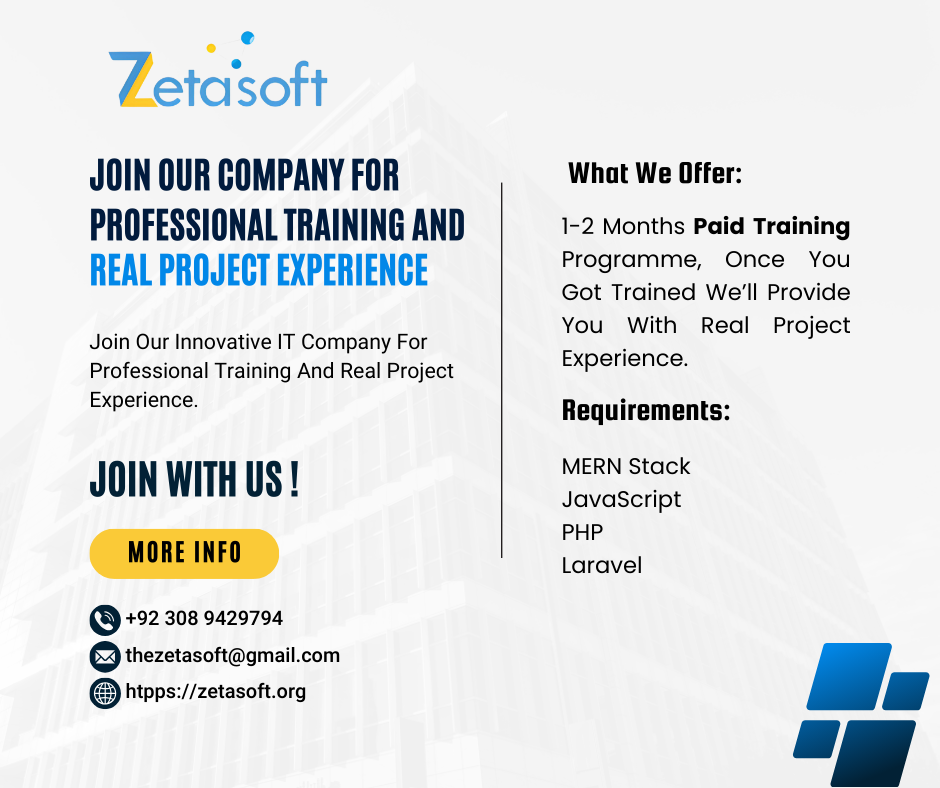 Zetasoft
JOIN OUR COMPANY FOR
PROFESSIONAL TRAINING AND
REAL PROJECT EXPERIENCE
Join Our Innovative IT Company For
Professional Training And Real Project
Experience.
JOIN WITH US !
MORE INFO
+92 308 9429794
thezetasoft@gmail.com
htpps://zetasoft.org
What We Offer:
1-2 Months Paid Training
Programme, Once You
Got Trained We’ll Provide
You With Real Project
Experience.
Requirements:
MERN Stack
JavaScript
PHP
Laravel